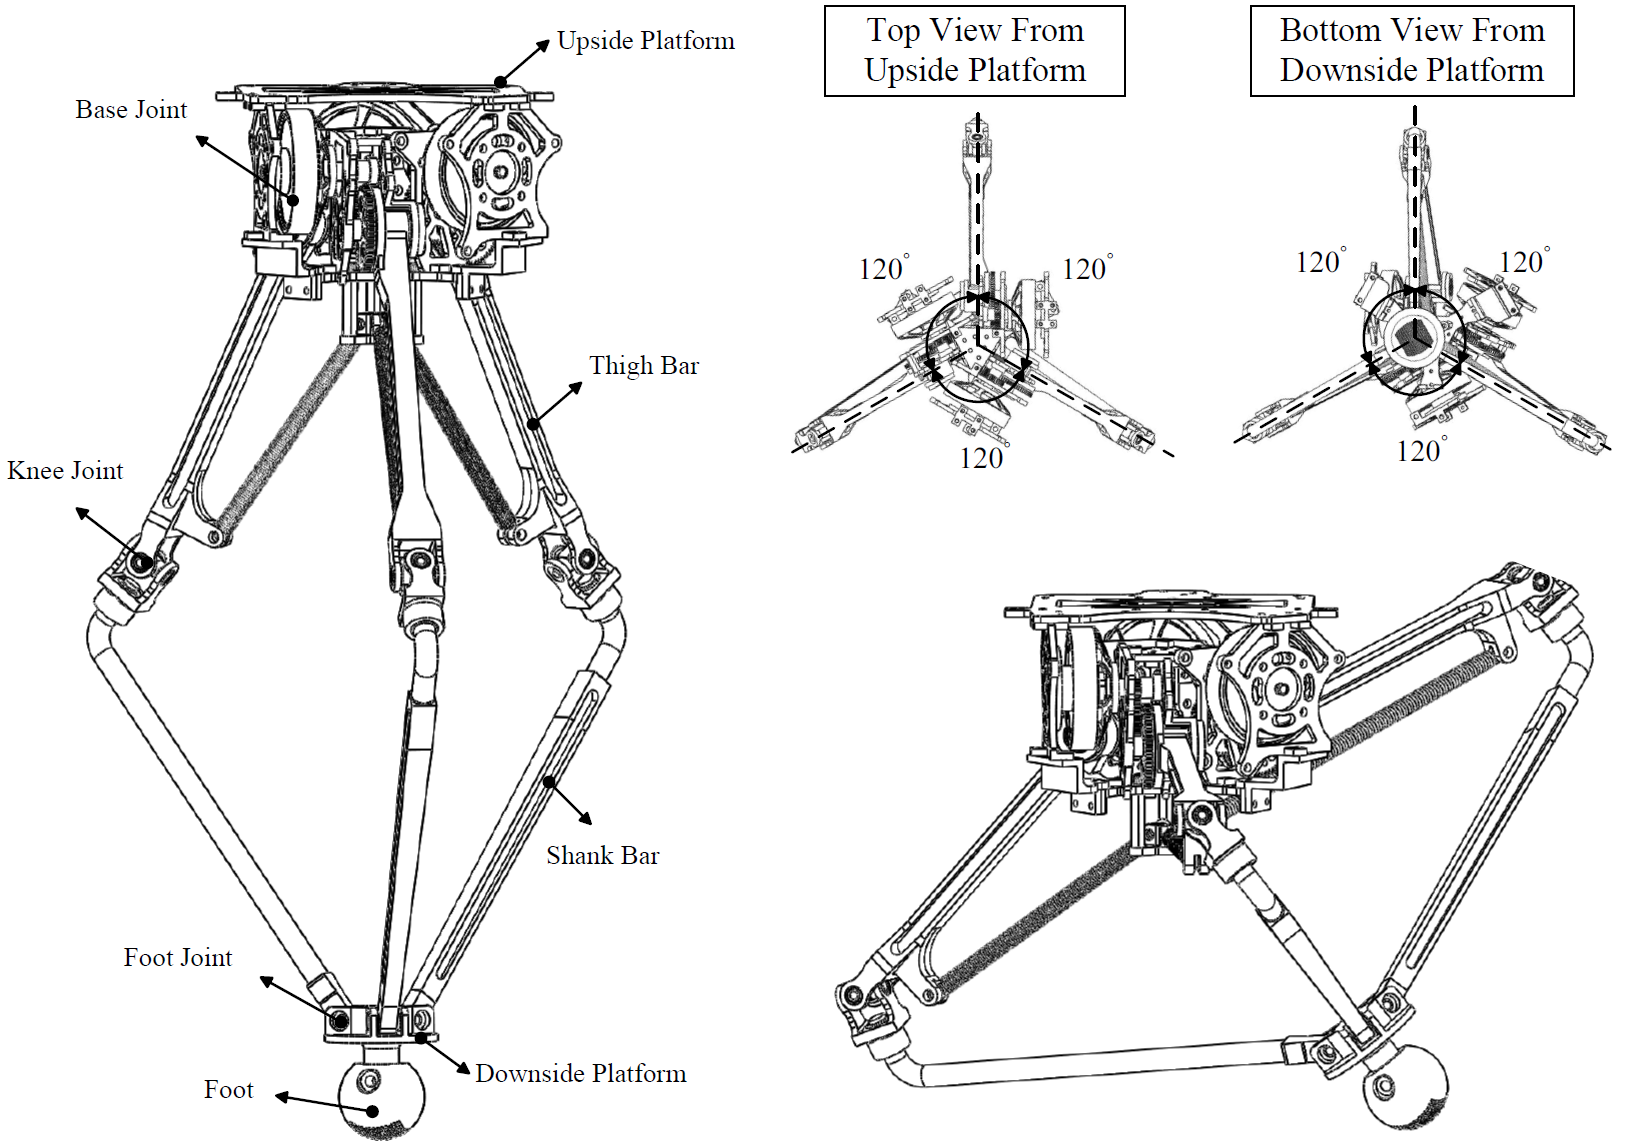 Upside Platform
Base Joint
Thigh Bar
Knee Joint
Shank Bar
Foot Joint
Downside Platform
Foot
Top View From
Upside Platform
120°
120°
120°
Bottom View From
Downside Platform
120°
120°
120°